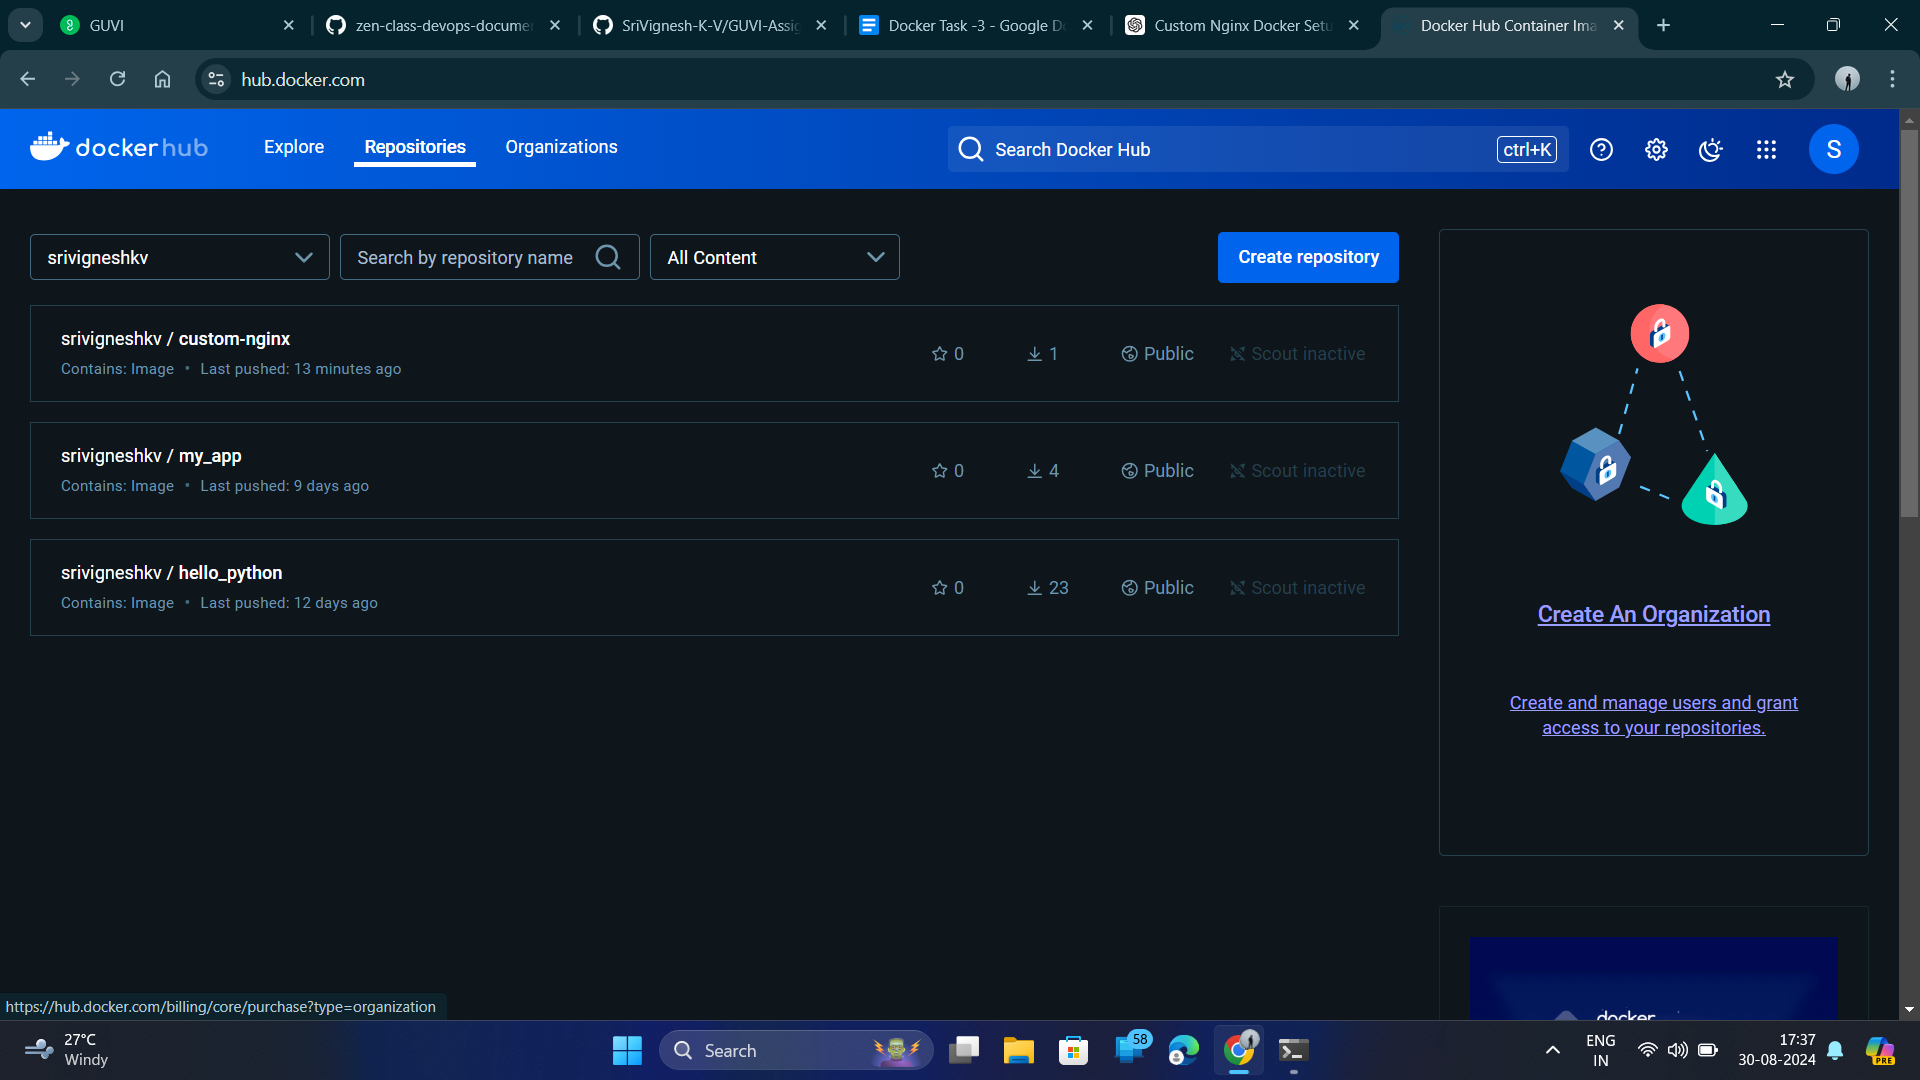 GUVI
zen-class-devops-docume
SriVignesh-K-V/GUVI-Assig
Docker Task -3 - Google Do
Custom Nginx Docker Setu
Docker Hub Container Ima
hub.docker.com
docker hub
Explore
Repositories
Organizations
Search Docker Hub
ctrl+K
S
srivigneshkv
Search by repository name
All Content
Create repository
srivigneshkv / custom-nginx
Contains: Image • Last pushed: 13 minutes ago
0
1
Public
Scout inactive
srivigneshkv / my_app
Contains: Image • Last pushed: 9 days ago
0
4
Public
Scout inactive
srivigneshkv / hello_python
Contains: Image • Last pushed: 12 days ago
0
23
Public
Scout inactive
Create An Organization
Create and manage users and grant
access to your repositories.
docker
https://hub.docker.com/billing/core/purchase?type=organization
27°C
Windy
Search
58
ENG
IN
17:37
30-08-2024
PRE